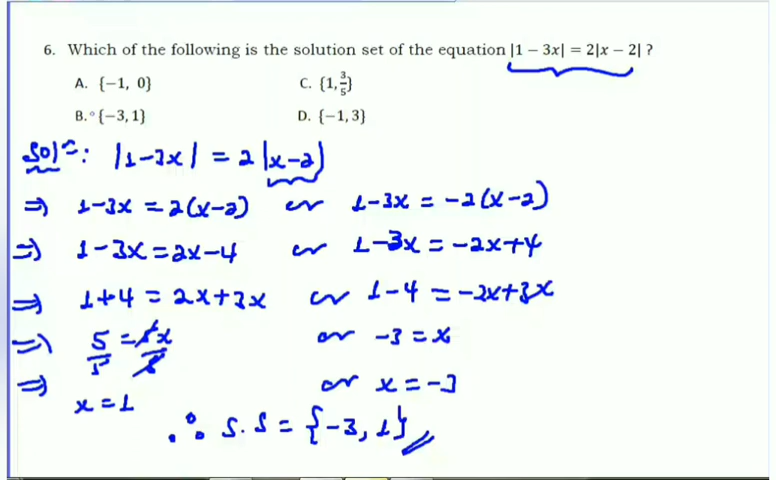 6. Which of the following is the solution set of the equation |1 − 3x| = 2|x − 2| ?
A. {−1, 0} C. {1, 3/5}
B. {−3, 1} D. {−1, 3}
Solⁿ: |1-3x| = 2|x-2|
⇒ 1-3x = 2(x-2) or 1-3x = -2(x-2)
⇒ 1-3x = 2x-4 or 1-3x = -2x+4
⇒ 1+4 = 2x+3x or 1-4 = -2x+3x
⇒ 5/5 = 5x/5 or -3 = x
⇒ x = 1 or x = -3
∴ S.S = {-3, 1}